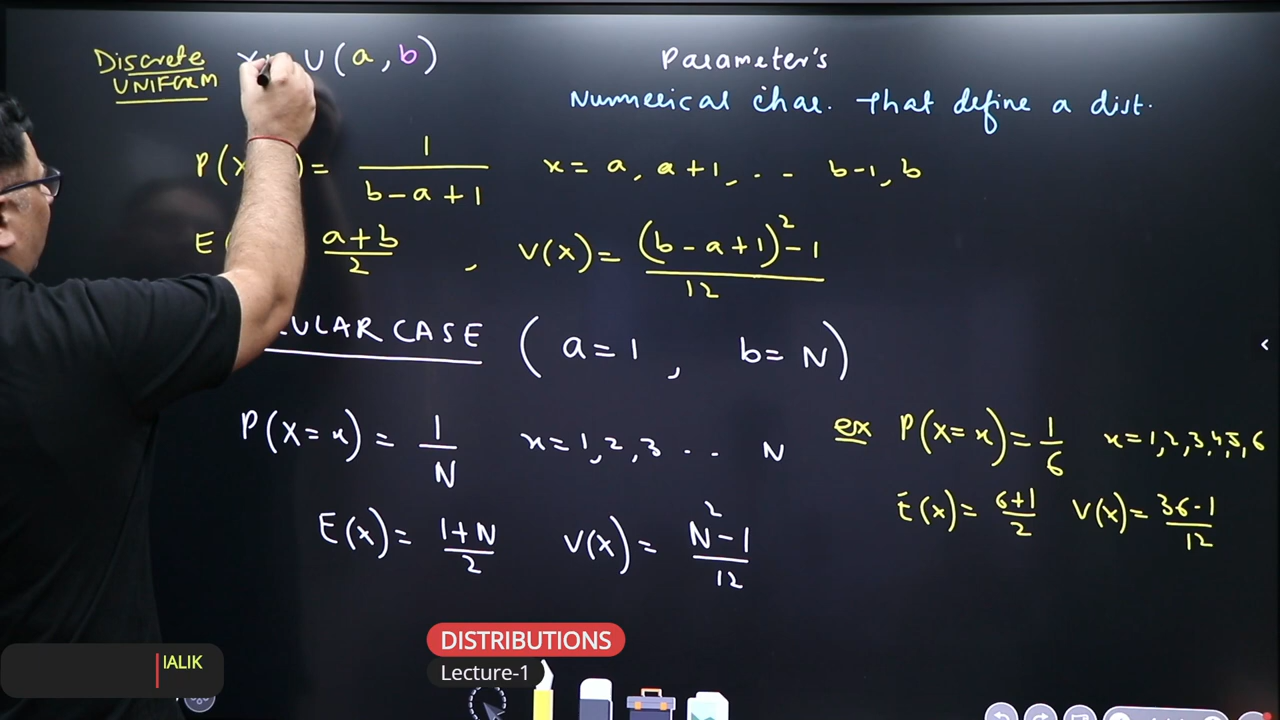 Discrete UNIFORM X ~ U(a, b)
Parameter's
Numerical char. that define a dist.
P(X = 1/(b-a+1) x = a, a+1, .. - b-1, b
E( a+b/2 , V(x) = ((b-a+1)²-1)/12
ULAR CASE (a=1, b=N)
P(X=x) = 1/N x=1,2,3 .. N
E(x) = (1+N)/2 V(x) = (N²-1)/12
ex P(X=x) = 1/6 x=1,2,3,4,5,6
E(x) = (6+1)/2 V(x) = (36-1)/12
DISTRIBUTIONS
Lecture-1
IALIK